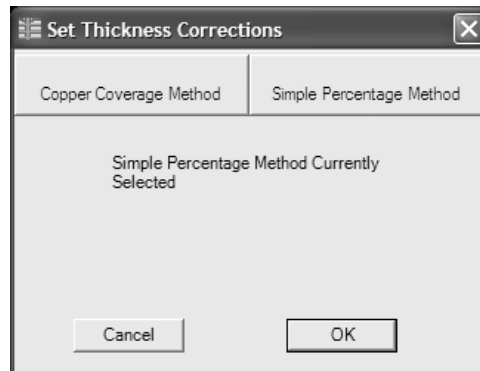 Set Thickness Corrections
Copper Coverage Method
Simple Percentage Method
Simple Percentage Method Currently
Selected
Cancel
OK